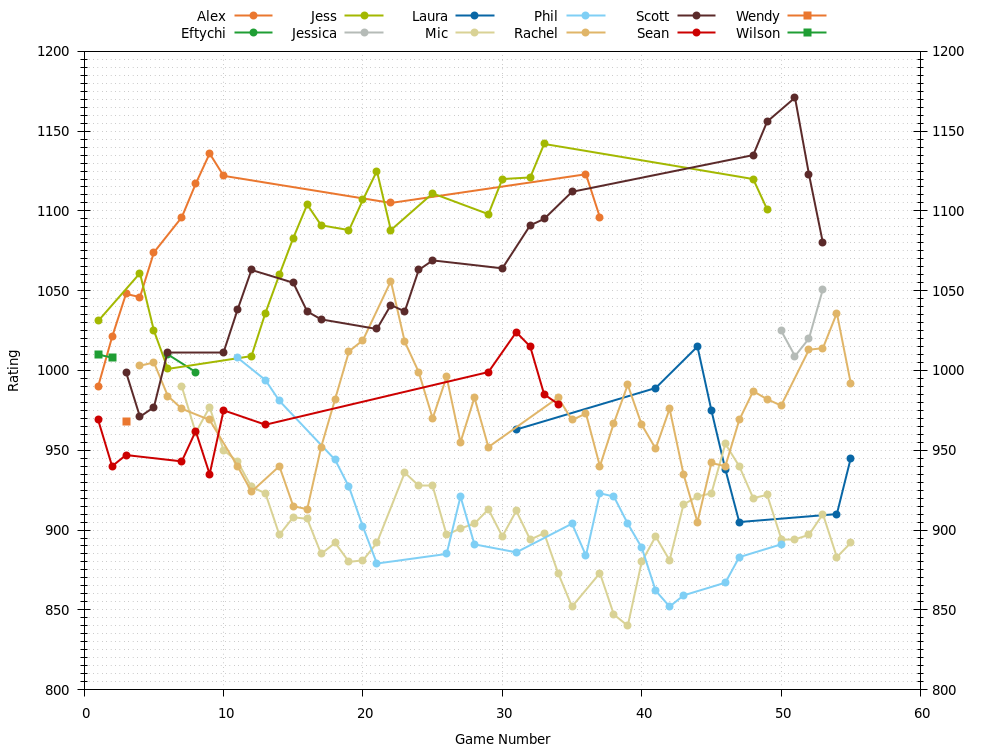 Alex Jess Laura Phil Scott Wendy
Eftychi Jessica Mic Rachel Sean Wilson
1200 1200
1150 1150
1100 1100
1050 1050
1000 1000
950 950
900 900
850 850
800 800
Rating
0 10 20 30 40 50 60
Game Number